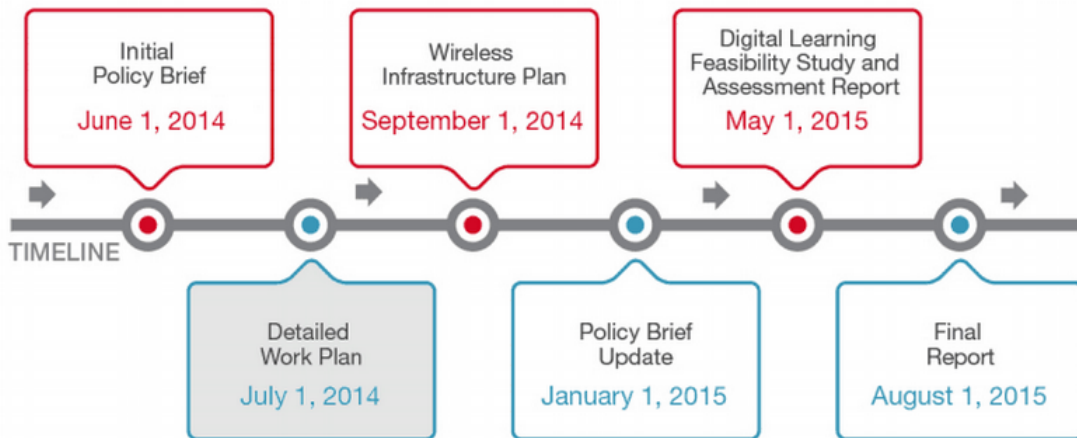 Initial
Policy Brief
June 1, 2014
Wireless
Infrastructure Plan
September 1, 2014
Digital Learning
Feasibility Study and
Assessment Report
May 1, 2015
TIMELINE
Detailed
Work Plan
July 1, 2014
Policy Brief
Update
January 1, 2015
Final
Report
August 1, 2015